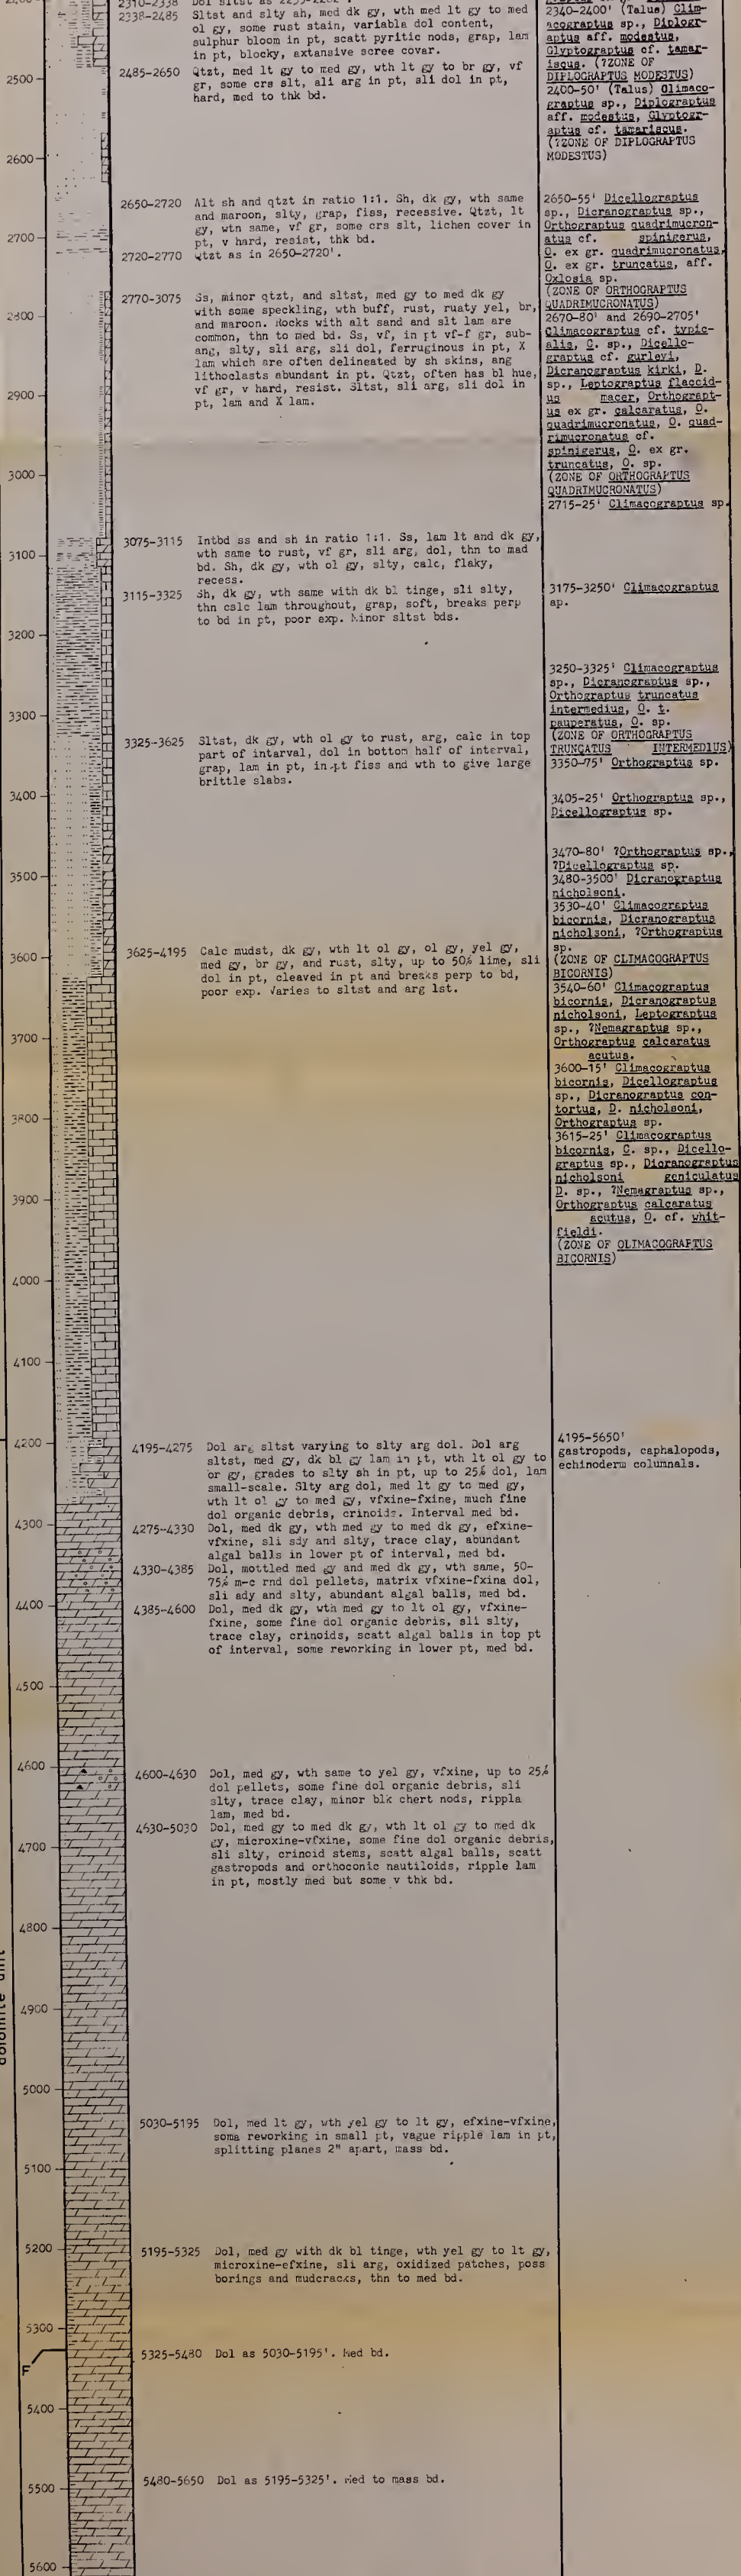 2310-2338
2338-2485 Sltst and slty ah, med dk gy, wth med lt gy to med
ol gy, some rust stain, variable dol content,
sulphur bloom in pt, scatt pyritic nods, grap, lam
in pt, blocky, axtansive scree cover.
2485-2650 Qtzt, med lt gy to med gy, wth lt to br gy, vf
gr, some crs slt, ali arg in pt, sli dol in pt,
hard, med to thk bd.
2650-2720 Alt sh and qtzt in ratio 1:1. Sh, dk gy, wth same
and maroon, slty, grap, fiss, recessive. Qtzt, lt
gy, wtn same, vf gr, some crs slt, lichen cover in
pt, v hard, resist, thk bd.
2720-2770 Qtzt as in 2650-2720'.
2770-3075 Ss, minor qtzt, and sltst, med gy to med dk gy
with some speckling, wth buff, rust, ruaty yel, br,
and maroon. Rocks with alt sand and slt lam are
common, thn to med bd. Ss, vf, in pt vf-f gr, sub-
ang, slty, sli arg, sli dol, ferruginous in pt, X
lam which are often delineated by sh skins, ang
lithoclasts abundant in pt. Qtzt, often has bl hue,
vf gr, v hard, resist. Sltst, sli arg, sli dol in
pt, lam and X lam.
3075-3115 Intbd ss and sh in ratio 1:1. Ss, lam lt and dk gy,
wth same to rust, vf gr, sli arg, dol, thn to mad
bd. Sh, dk gy, wth ol gy, slty, calc, flaky,
recess.
3115-3325 Sh, dk gy, wth same with dk bl tinge, sli slty,
thn cslc lam throughout, grap, soft, breaks perp
to bd in pt, poor exp. Minor sltst bds.
3325-3625 Sltst, dk gy, wth ol gy to rust, arg, calc in top
part of intarval, dol in bottom half of interval,
grap, lam in pt, in pt fiss and wth to give large
brittle slabs.
3625-4195 Calc mudst, dk gy, wth lt ol gy, ol gy, yel gy,
med gy, br gy, and rust, slty, up to 50% lime, sli
dol in pt, cleaved in pt and breaks perp to bd,
poor exp. Varies to sltst and arg lst.
4195-4275 Dol arg sltst varying to slty arg dol. Dol arg
sltst, med gy, dk bl gy lam in pt, wth lt ol gy to
or gy, grades to slty sh in pt, up to 25% dol, lam
small-scale. Slty arg dol, med lt gy to med gy,
wth lt ol gy to med gy, vfxine-fxine, much fine
dol organic debris, crinoids. Interval med bd.
4275-4330 Dol, med dk gy, wth med gy to med dk gy, efxine-
vfxine, sli sdy and slty, trace clay, abundant
algal balls in lower pt of interval, med bd.
4330-4385 Dol, mottled med gy and med dk gy, wth same, 50-
75% m-c rnd dol pellets, matrix vfxine-fxina dol,
sli ady and slty, abundant algal balls, med bd.
4385-4600 Dol, med dk gy, wth med gy to lt ol gy, vfxine-
fxine, some fine dol organic debris, sli slty,
trace clay, crinoids, scatt algal balls in top pt
of interval, some reworking in lower pt, med bd.
4600-4630 Dol, med gy, wth same to yel gy, vfxine, up to 25%
dol pellets, some fine dol organic debris, sli
slty, trace clay, minor blk chert nods, rippla
lam, med bd.
4630-5030 Dol, med gy to med dk gy, wth lt ol gy to med dk
gy, microxine-vfxine, some fine dol organic debris,
sli slty, crinoid stems, scatt algal balls, scatt
gastropods and orthoconic nautiloids, ripple lam
in pt, mostly med but some v thk bd.
5030-5195 Dol, med lt gy, wth yel gy to lt gy, efxine-vfxine,
soma reworking in small pt, vague ripple lam in pt,
splitting planes 2" apart, mass bd.
5195-5325 Dol, med gy with dk bl tinge, wth yel gy to lt gy,
microxine-efxine, sli arg, oxidized patches, poss
borings and mudcracks, thn to med bd.
5325-5480 Dol as 5030-5195'. Med bd.
5480-5650 Dol as 5195-5325'. Med to mass bd.
2340-2400' (Talus) Clim-
acograptus sp., Diplogr-
aptus aff. modestus,
Glyptograptus cf. tamar-
iscus. (?ZONE OF
DIPLOGRAPTUS MODESTUS)
2400-50' (Talus) Climaco-
graptus sp., Diplograptus
aff. modestus, Glyptogr-
aptus cf. tamariscus.
(?ZONE OF DIPLOGRAPTUS
MODESTUS)
2650-55' Dicellograptus
sp., Dicranograptus sp.,
Orthograptus quadrimucron-
atus cf. spinigerus,
O. ex gr. quadrimucronatus,
O. ex gr. truncatus, aff.
Oxlosia sp.
(ZONE OF ORTHOGRAPTUS
QUADRIMUCRONATUS)
2670-80' and 2690-2705'
Climacograptus cf. typic-
alis, C. sp., Dicello-
graptus cf. gurleyi,
Dicranograptus kirki, D.
sp., Leptograptus flaccid-
us macer, Orthograpt-
us ex gr. calcaratus, O.
quadrimucronatus, O. quad-
rimucronatus cf.
spinigerus, O. ex gr.
truncatus, O. sp.
(ZONE OF ORTHOGRAPTUS
QUADRIMUCRONATUS)
2715-25' Climacograptus sp.
3175-3250' Climacograptus
ap.
3250-3325' Climacograptus
sp., Dicranograptus sp.,
Orthograptus truncatus
intermedius, O. t.
pauperatus, O. sp.
(ZONE OF ORTHOGRAPTUS
TRUNCATUS INTERMEDIUS)
3350-75' Orthograptus sp.
3405-25' Orthograptus sp.,
Dicellograptus sp.
3470-80' ?Orthograptus sp.,
?Dicellograptus sp.
3480-3500' Dicranograptus
nicholsoni.
3530-40' Climacograptus
bicornis, Dicranograptus
nicholsoni, ?Orthograptus
sp.
(ZONE OF CLIMACOGRAPTUS
BICORNIS)
3540-60' Climacograptus
bicornis, Dicranograptus
nicholsoni, Leptograptus
sp., ?Nemagraptus sp.,
Orthograptus calcaratus
acutus.
3600-15' Climacograptus
bicornis, Dicellograptus
sp., Dicranograptus con-
tortus, D. nicholsoni,
Orthograptus sp.
3615-25' Climacograptus
bicornis, C. sp., Dicello-
graptus sp., Dicranograptus
nicholsoni geniculatus
D. sp., ?Nemagraptus sp.,
Orthograptus calcaratus
acutus, O. cf. whit-
fieldi.
(ZONE OF OLIMACOGRAPTUS
BICORNIS)
4195-5650'
gastropods, caphalopods,
echinoderm columnals.
2500
2600
2700
2800
2900
3000
3100
3200
3300
3400
3500
3600
3700
3800
3900
4000
4100
4200
4300
4400
4500
4600
4700
4800
4900
5000
5100
5200
5300
F
5400
5500
5600
dolomite unit